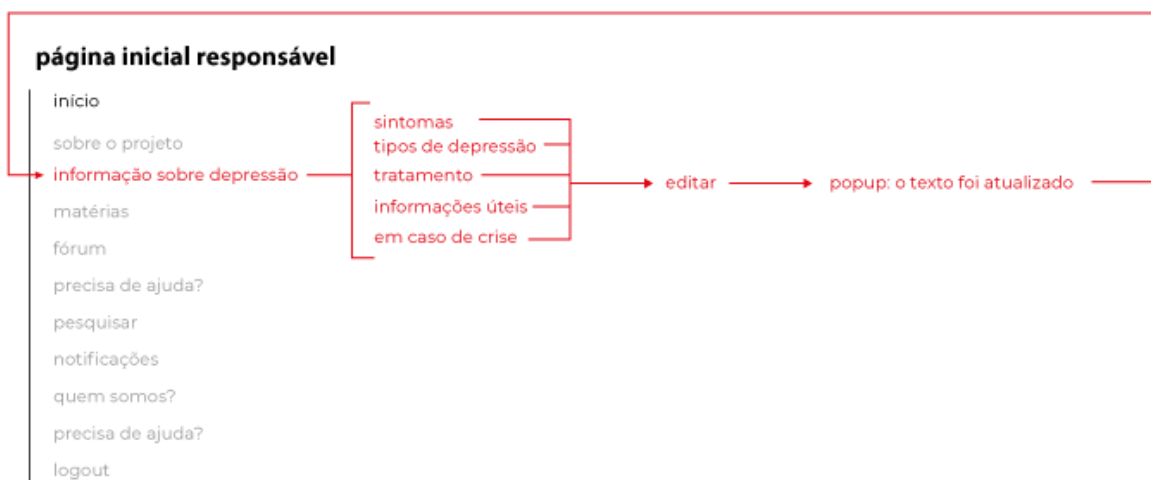 página inicial responsável
início
sobre o projeto
informação sobre depressão
matérias
fórum
precisa de ajuda?
pesquisar
notificações
quem somos?
precisa de ajuda?
logout
sintomas
tipos de depressão
tratamento
informações úteis
em caso de crise
editar
popup: o texto foi atualizado